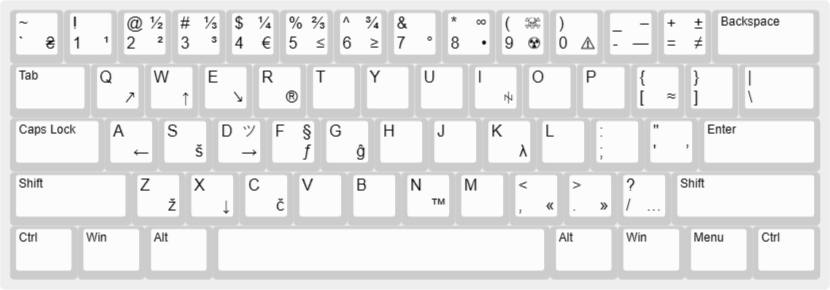 ~ ! @ ½ # ⅓ $ ¼ % ⅔ ^ ¾ & * ∞ ( ☠ ) _ – + ± Backspace
` ₴ 1 ¹ 2 ² 3 ³ 4 € 5 ≤ 6 ≥ 7 ° 8 • 9 ☢ 0 ⚠ - — = ≠
Tab Q W E R T Y U I O P { } |
↗ ↑ ↘ ® [ ≈ ] \
Caps Lock A S D ツ F § G H J K L : " Enter
← š → ƒ ĝ λ ; ' ’
Shift Z X C V B N M < > ? Shift
ž ↓ č ™ , « . » / …
Ctrl Win Alt Alt Win Menu Ctrl